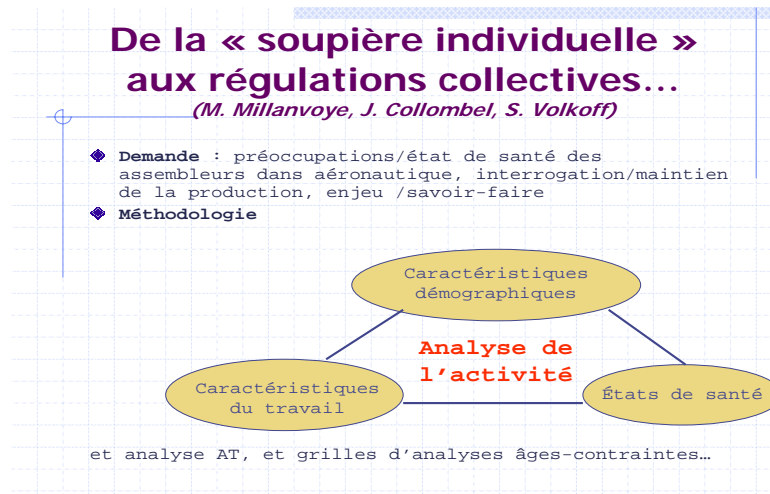 De la « soupière individuelle »
aux régulations collectives…
(M. Millanvoye, J. Collombel, S. Volkoff)
Demande : préoccupations/état de santé des
assembleurs dans aéronautique, interrogation/maintien
de la production, enjeu /savoir-faire
Méthodologie
Caractéristiques
démographiques
Analyse de
l'activité
Caractéristiques
du travail
États de santé
et analyse AT, et grilles d'analyses âges-contraintes…